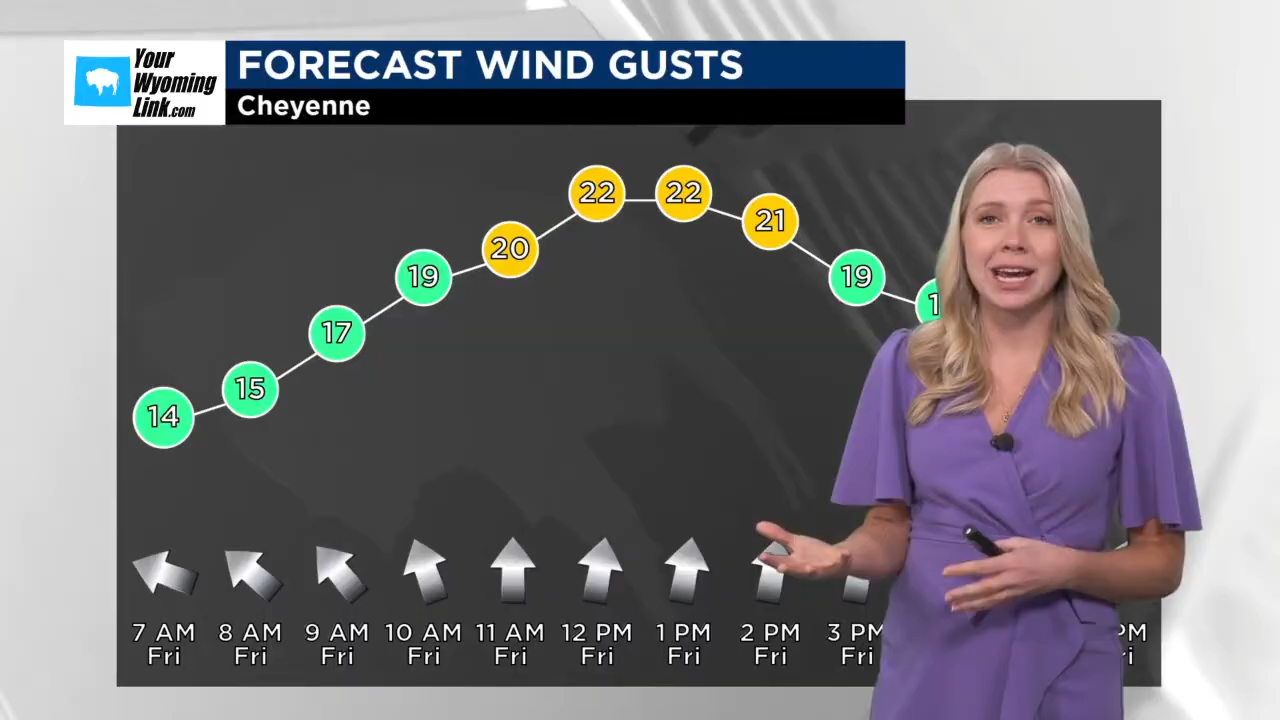 Your
Wyoming
Link.com
FORECAST WIND GUSTS
Cheyenne
14
15
17
19
20
22
22
21
19
7 AM 8 AM 9 AM 10 AM 11 AM 12 PM 1 PM 2 PM 3 PM
Fri Fri Fri Fri Fri Fri Fri Fri Fri